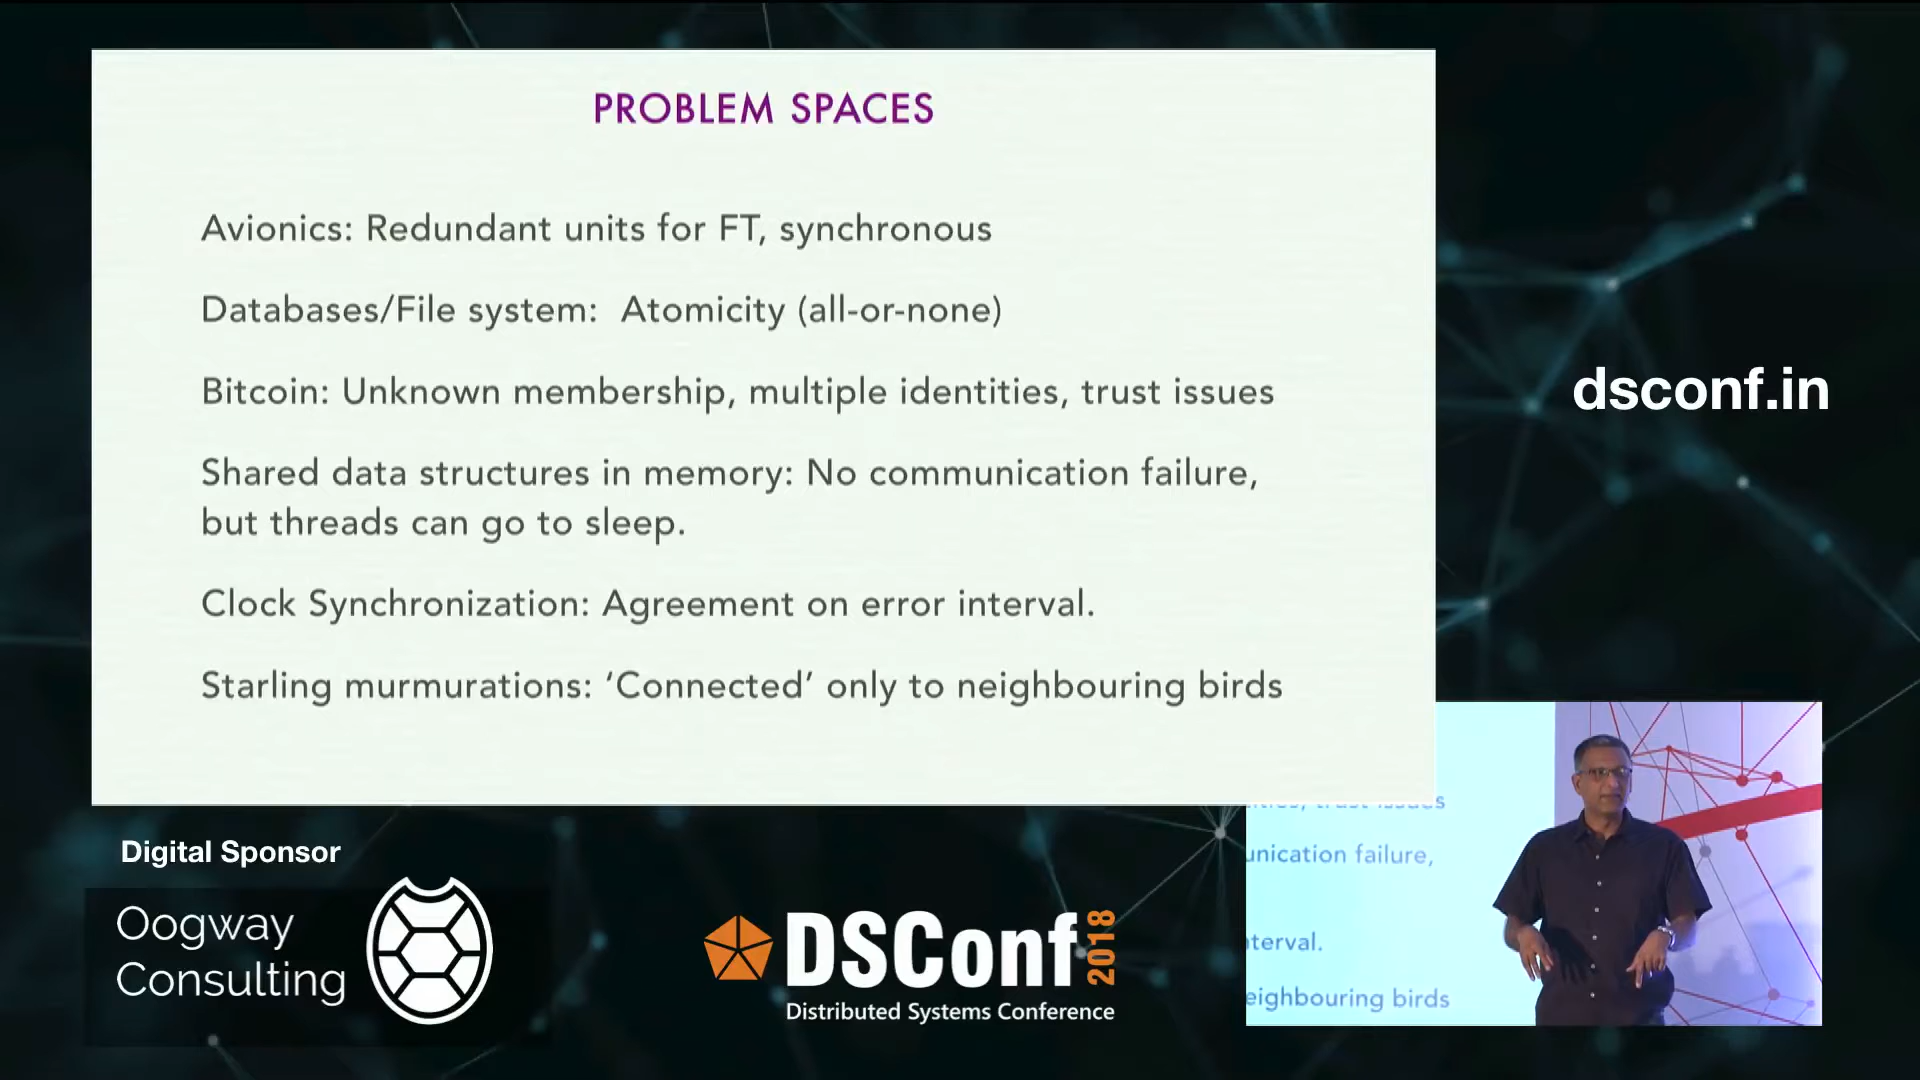 PROBLEM SPACES
Avionics: Redundant units for FT, synchronous
Databases/File system:  Atomicity (all-or-none)
Bitcoin: Unknown membership, multiple identities, trust issues
Shared data structures in memory: No communication failure,
but threads can go to sleep.
Clock Synchronization: Agreement on error interval.
Starling murmurations: ‘Connected’ only to neighbouring birds
dsconf.in
Digital Sponsor
Oogway
Consulting
DSConf 2018
Distributed Systems Conference
trust issues
unication failure,
terval.
eighbouring birds